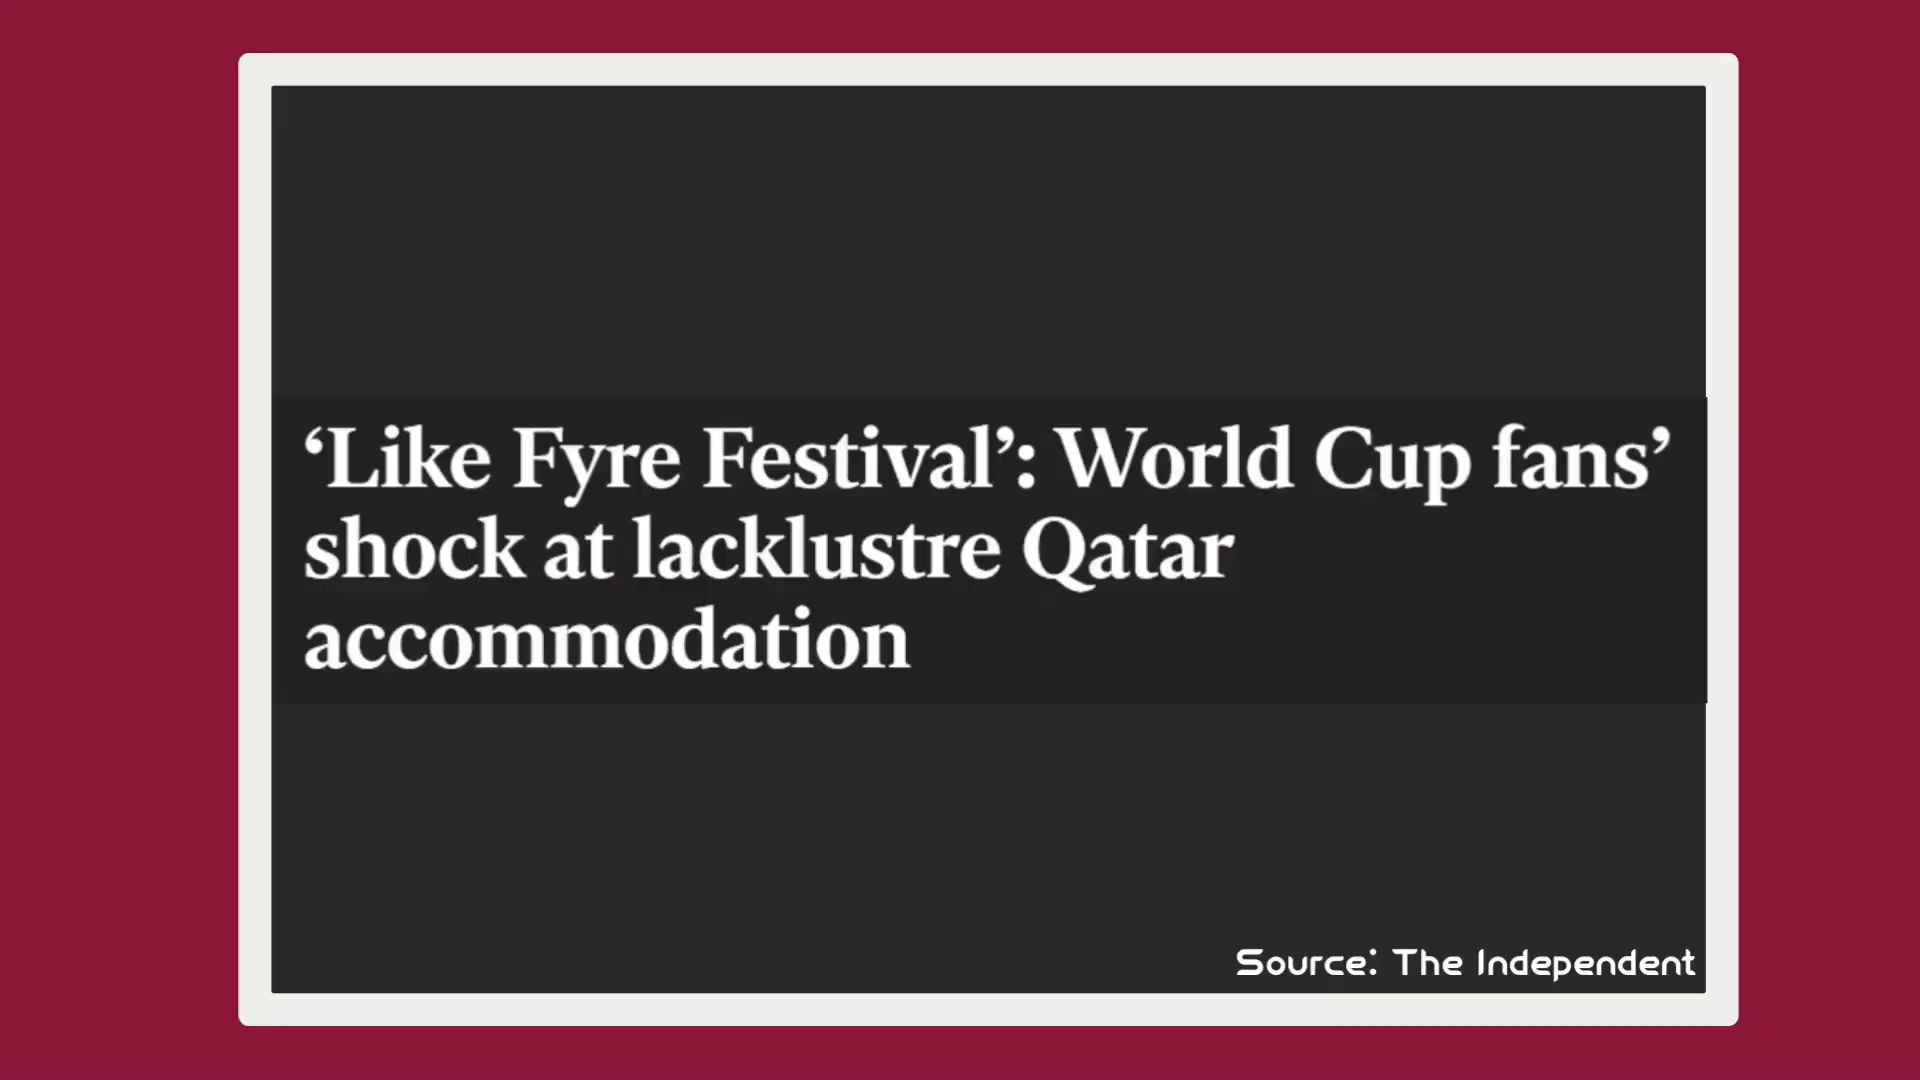 ‘Like Fyre Festival’: World Cup fans’
shock at lacklustre Qatar
accommodation
Source: The Independent